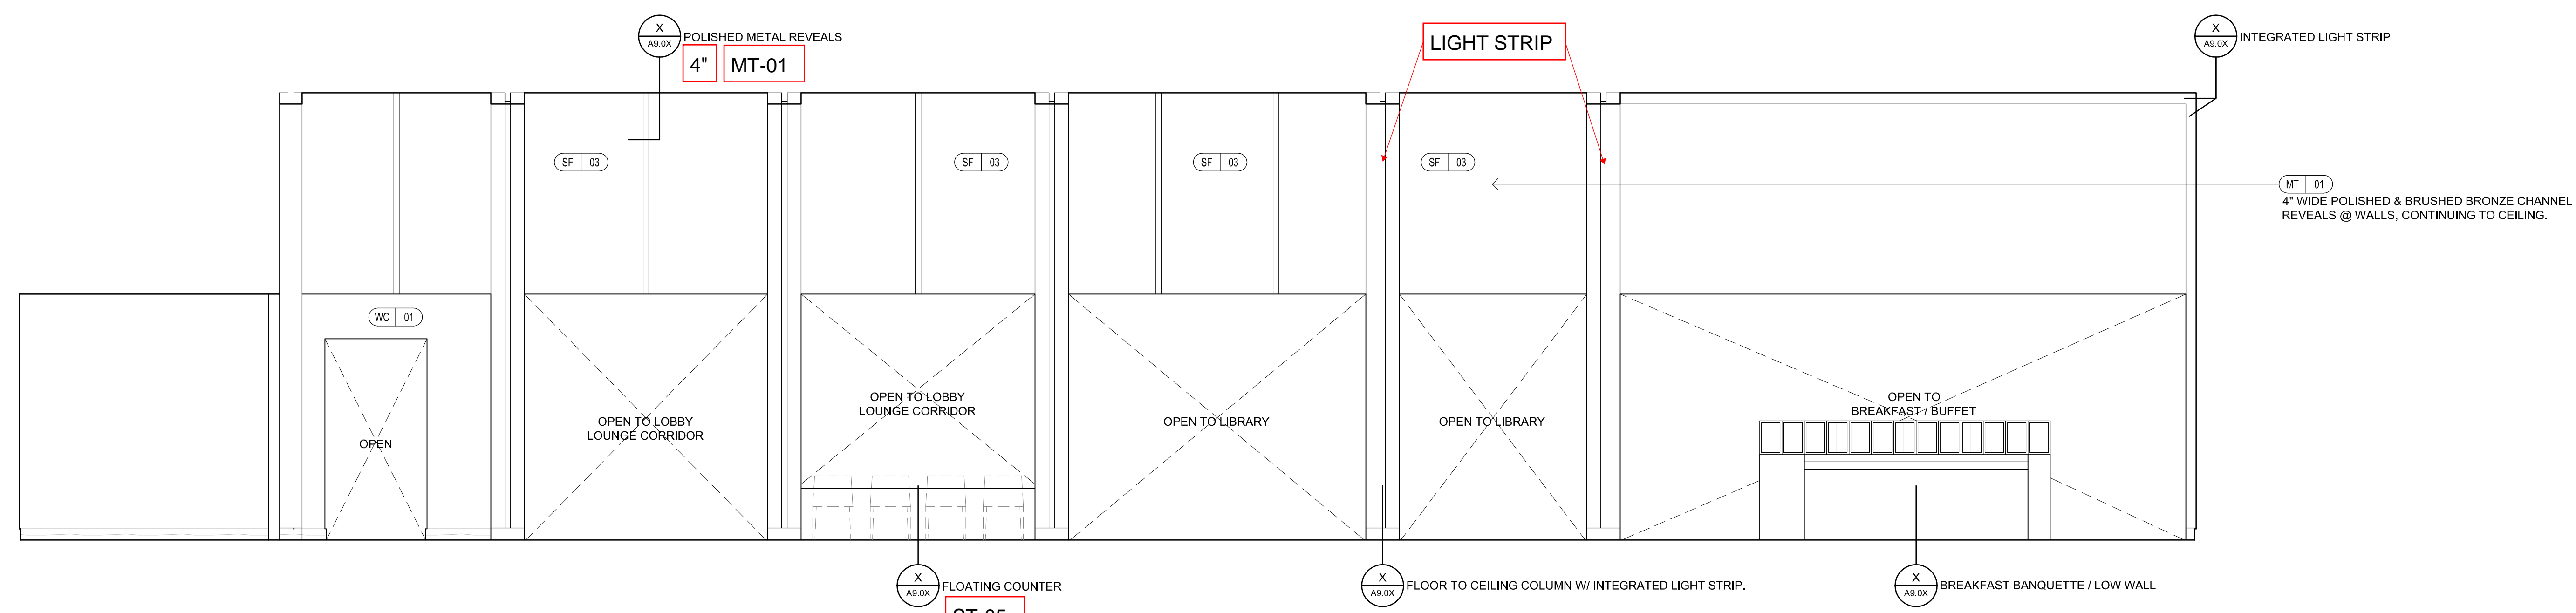 X
A9.0X
POLISHED METAL REVEALS
4" MT-01
LIGHT STRIP
X
A9.0X
INTEGRATED LIGHT STRIP
SF 03
SF 03
SF 03
SF 03
MT 01
4" WIDE POLISHED & BRUSHED BRONZE CHANNEL
REVEALS @ WALLS, CONTINUING TO CEILING.
WC 01
OPEN
OPEN TO LOBBY
LOUNGE CORRIDOR
OPEN TO LOBBY
LOUNGE CORRIDOR
OPEN TO LIBRARY
OPEN TO LIBRARY
OPEN TO
BREAKFAST / BUFFET
X
A9.0X
FLOATING COUNTER
ST-05
X
A9.0X
FLOOR TO CEILING COLUMN W/ INTEGRATED LIGHT STRIP.
X
A9.0X
BREAKFAST BANQUETTE / LOW WALL